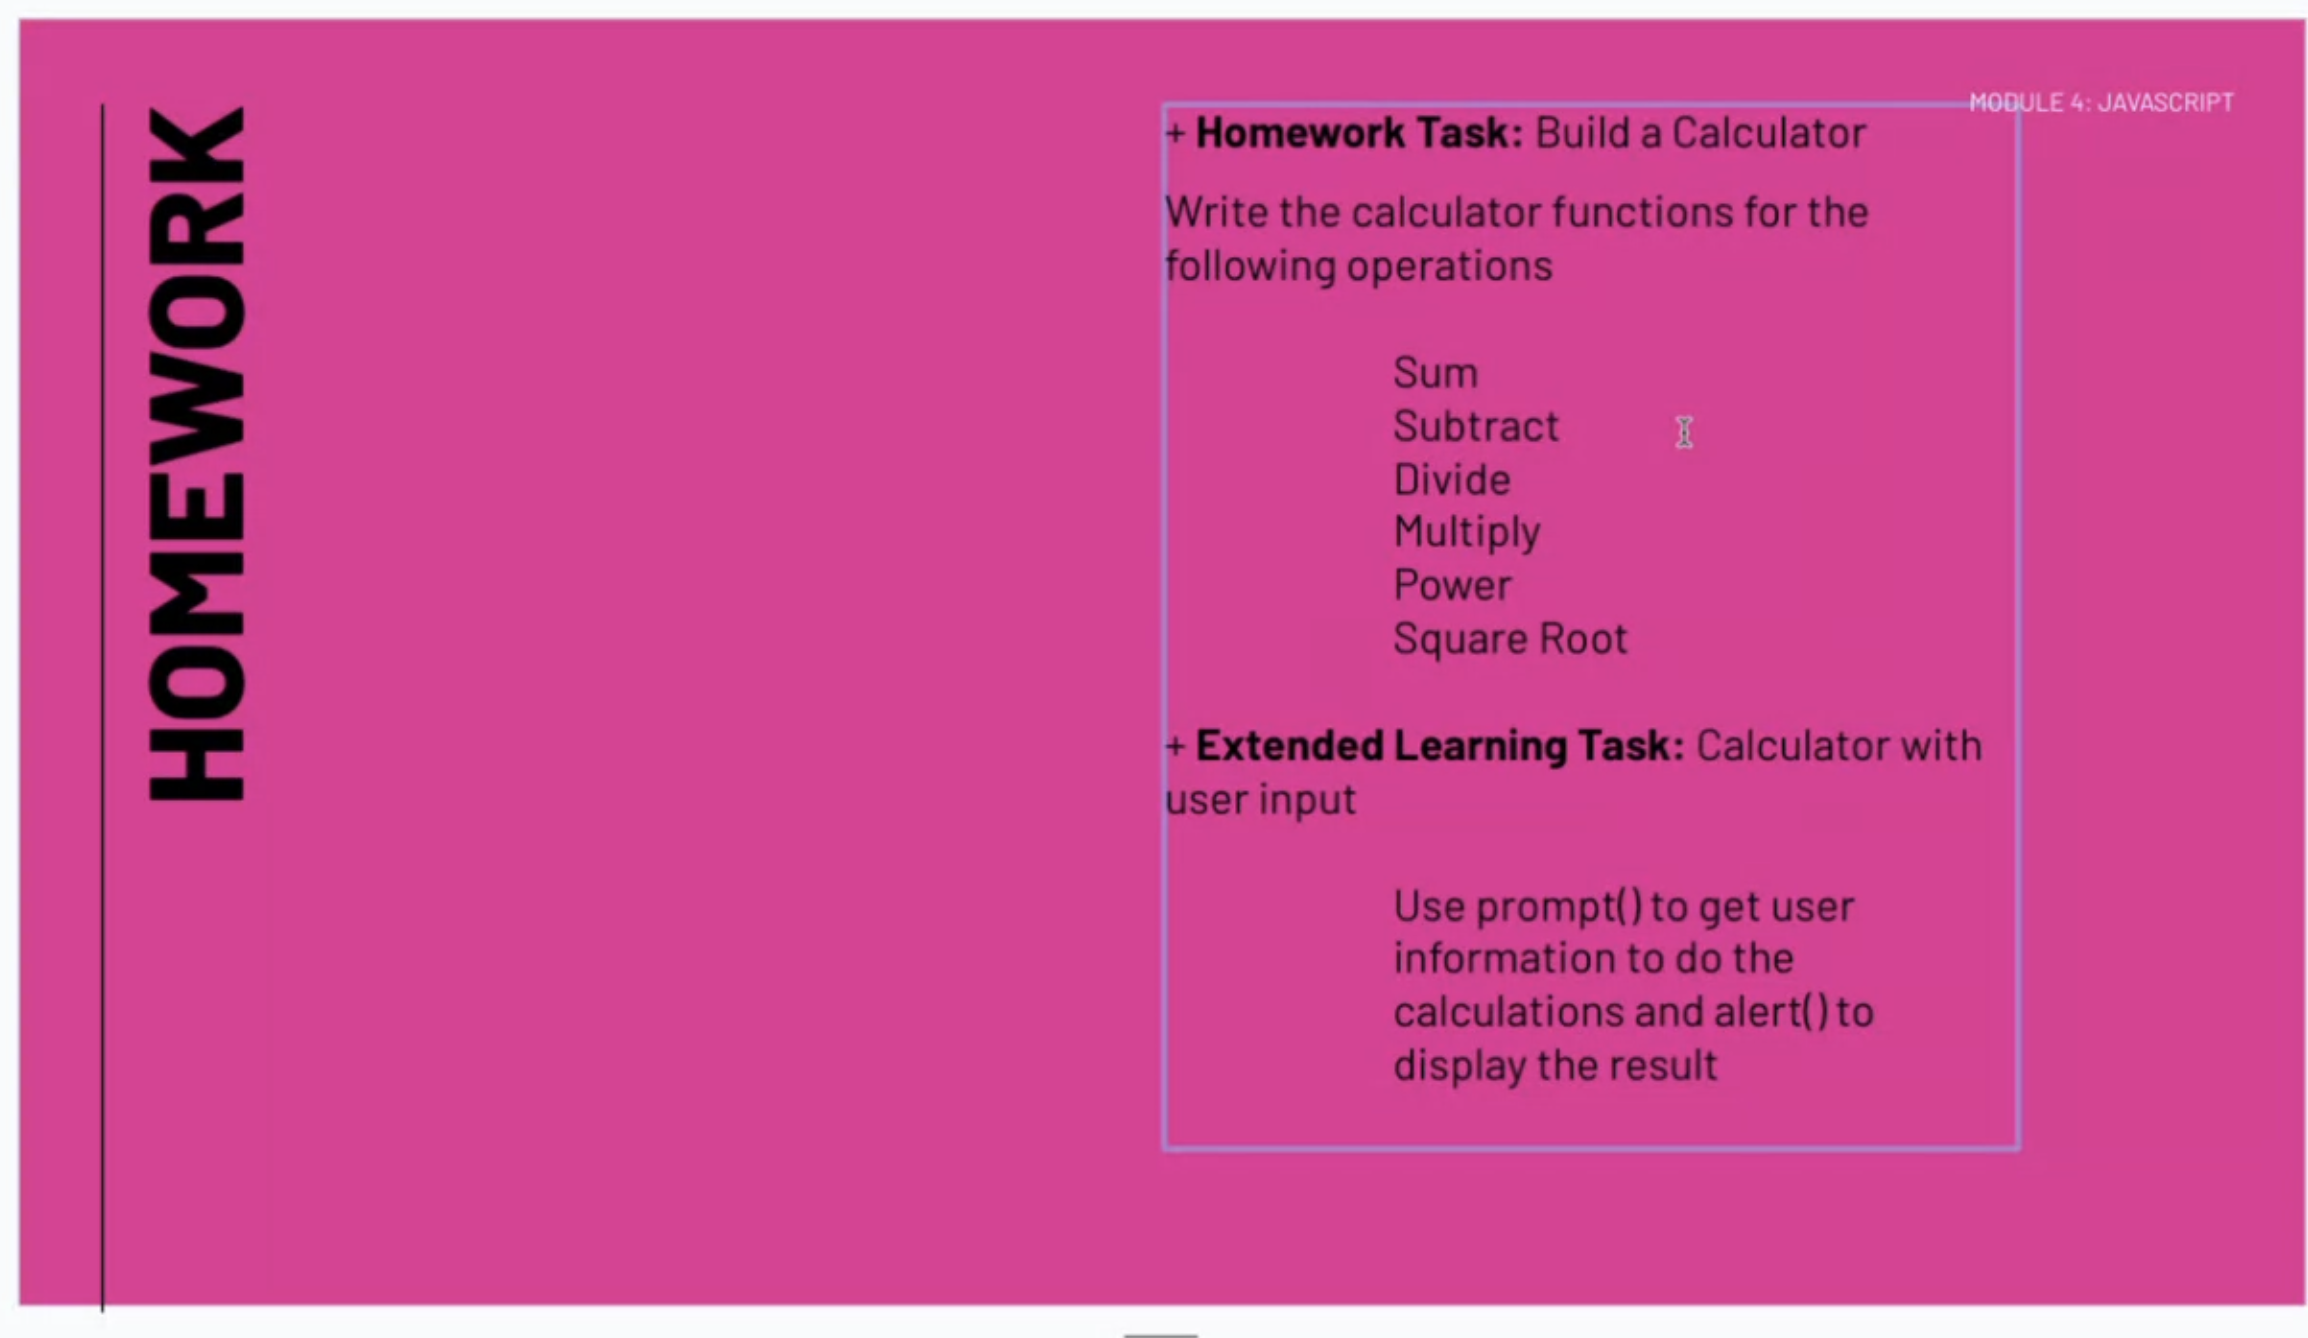 MODULE 4: JAVASCRIPT
HOMEWORK
+ Homework Task: Build a Calculator
Write the calculator functions for the
following operations
Sum
Subtract
Divide
Multiply
Power
Square Root
+ Extended Learning Task: Calculator with
user input
Use prompt() to get user
information to do the
calculations and alert() to
display the result